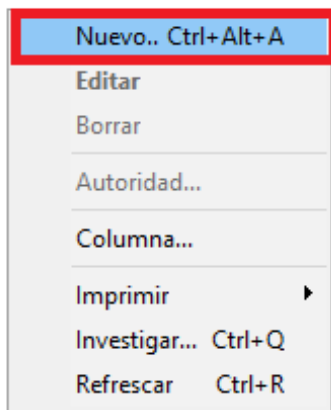 Nuevo.. Ctrl+Alt+A
Editar
Borrar
Autoridad...
Columna...
Imprimir
Investigar... Ctrl+Q
Refrescar Ctrl+R